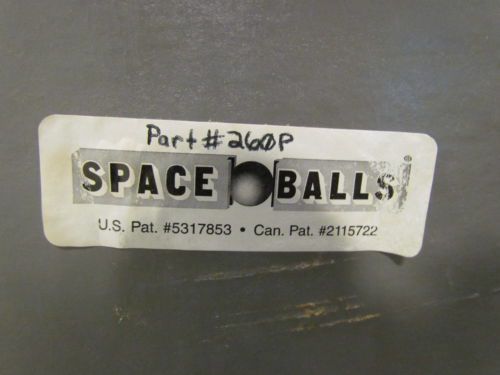 Part # 260P
SPACE BALLS
U.S. Pat. #5317853 • Can. Pat. #2115722